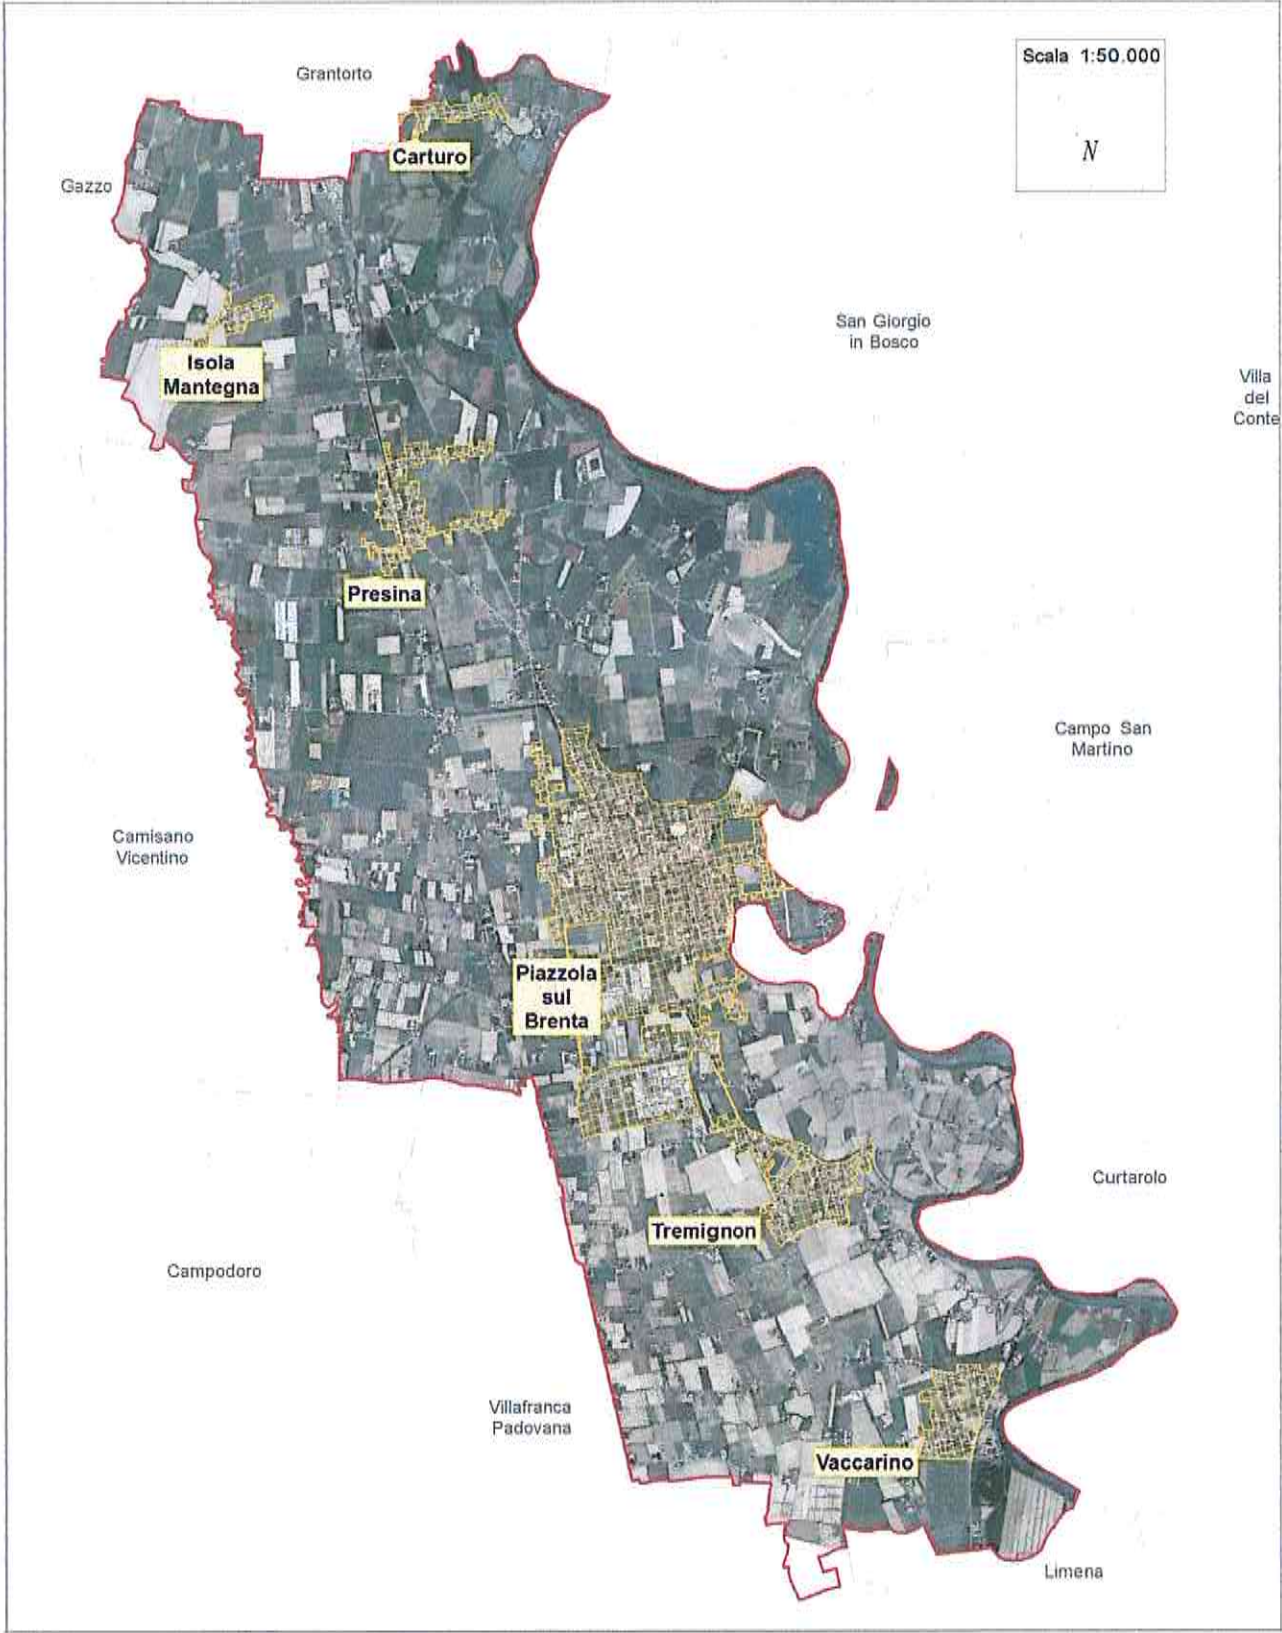 Scala 1:50.000
N
Grantorto
Carturo
Gazzo
San Giorgio
in Bosco
Isola
Mantegna
Villa
del
Conte
Presina
Campo San
Martino
Camisano
Vicentino
Piazzola
sul
Brenta
Curtarolo
Tremignon
Campodoro
Villafranca
Padovana
Vaccarino
Limena